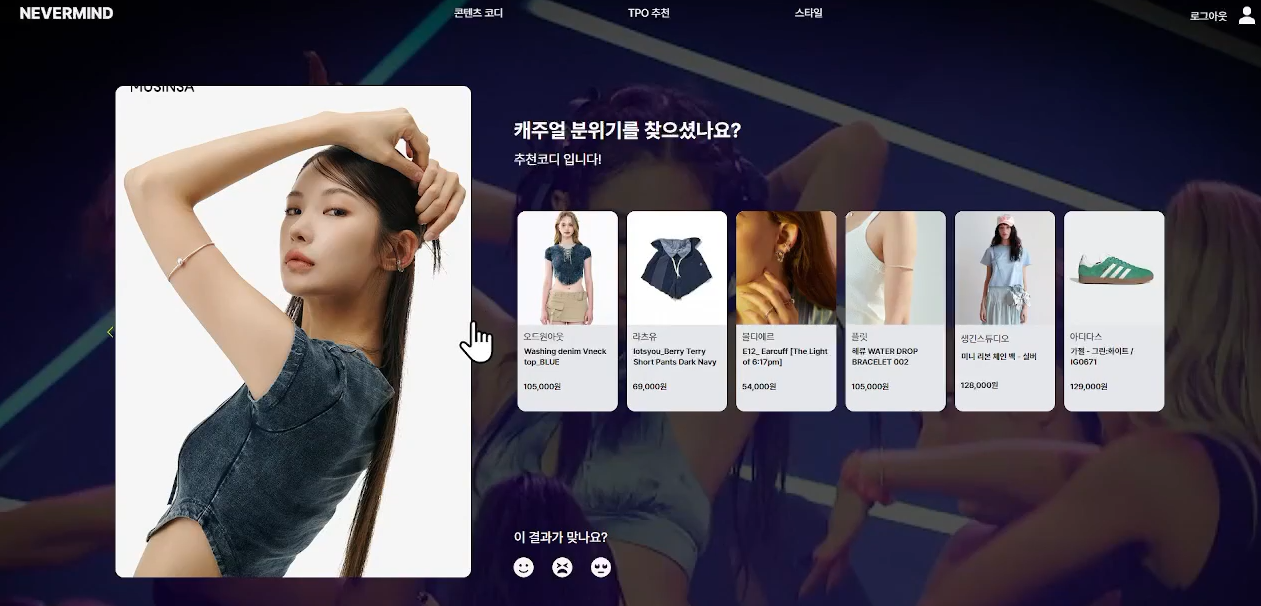 NEVERMIND
콘텐츠 코디
TPO 추천
스타일
로그아웃
MUSINSA
캐주얼 분위기를 찾으셨나요?
추천코디 입니다!
오드원아웃
Washing denim Vneck
top_BLUE
105,000원
라츠유
lotsyou_Berry Terry
Short Pants Dark Navy
69,000원
몰디에르
E12_ Earcuff [The Light
of 6:17pm]
54,000원
플릿
해류 WATER DROP
BRACELET 002
105,000원
생긴스튜디오
미니 리본 체인 백 - 실버
128,000원
아디다스
가젤 - 그린:화이트 /
IG0671
129,000원
이 결과가 맞나요?